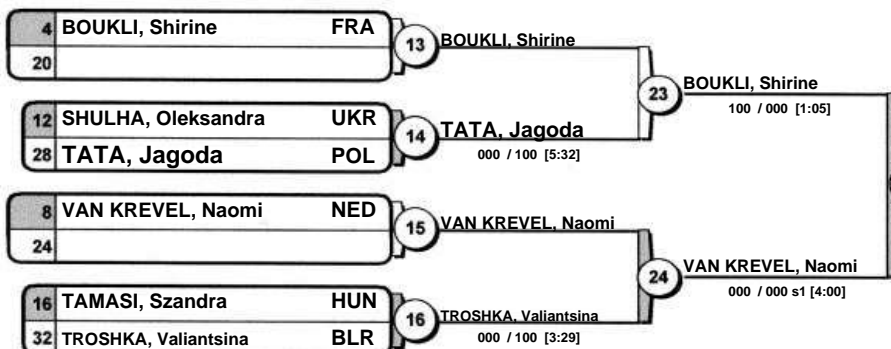 4 BOUKLI, Shirine FRA
20
13 BOUKLI, Shirine
12 SHULHA, Oleksandra UKR
28 TATA, Jagoda POL
14 TATA, Jagoda
000 / 100 [5:32]
23 BOUKLI, Shirine
100 / 000 [1:05]
8 VAN KREVEL, Naomi NED
24
15 VAN KREVEL, Naomi
16 TAMASI, Szandra HUN
32 TROSHKA, Valiantsina BLR
16 TROSHKA, Valiantsina
000 / 100 [3:29]
24 VAN KREVEL, Naomi
000 / 000 s1 [4:00]